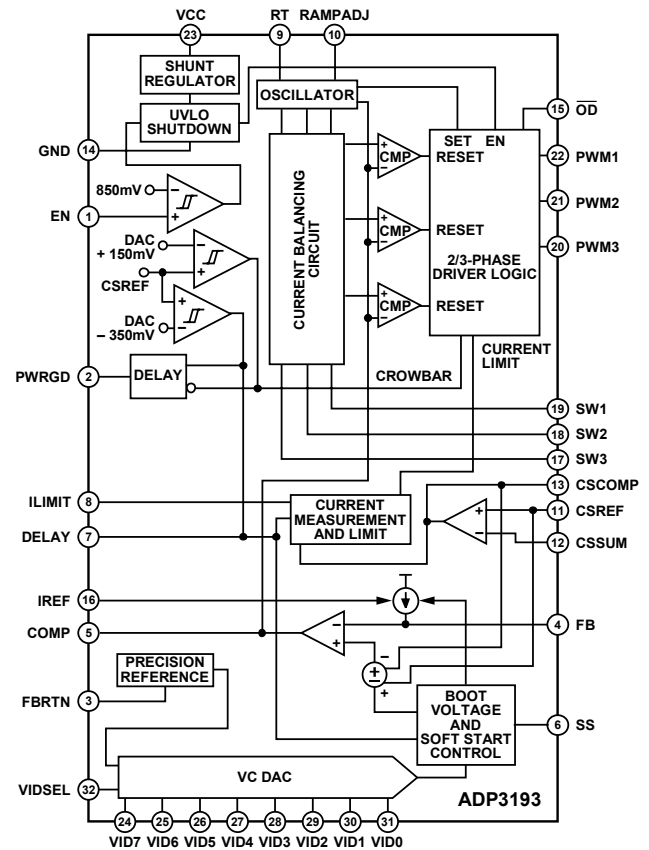 VCC
RT
RAMPADJ
23
9
10
SHUNT
REGULATOR
OSCILLATOR
UVLO
SHUTDOWN
15
OD
GND
14
SET EN
RESET
+
CMP
–
22
PWM1
850mV
–
+
EN
1
21
PWM2
DAC
+ 150mV
–
+
CSREF
CURRENT BALANCING
CIRCUIT
+
CMP
–
RESET
20
PWM3
2/3-PHASE
DRIVER LOGIC
+
–
DAC
– 350mV
+
CMP
–
RESET
CURRENT
LIMIT
PWRGD
2
DELAY
CROWBAR
19
SW1
18
SW2
17
SW3
13
CSCOMP
ILIMIT
8
CURRENT
MEASUREMENT
AND LIMIT
+
–
11
CSREF
DELAY
7
12
CSSUM
IREF
16
COMP
5
–
+
4
FB
–
±
+
PRECISION
REFERENCE
FBRTN
3
BOOT
VOLTAGE
AND
SOFT START
CONTROL
6
SS
VIDSEL
32
VC DAC
ADP3193
24
25
26
27
28
29
30
31
VID7
VID6
VID5
VID4
VID3
VID2
VID1
VID0